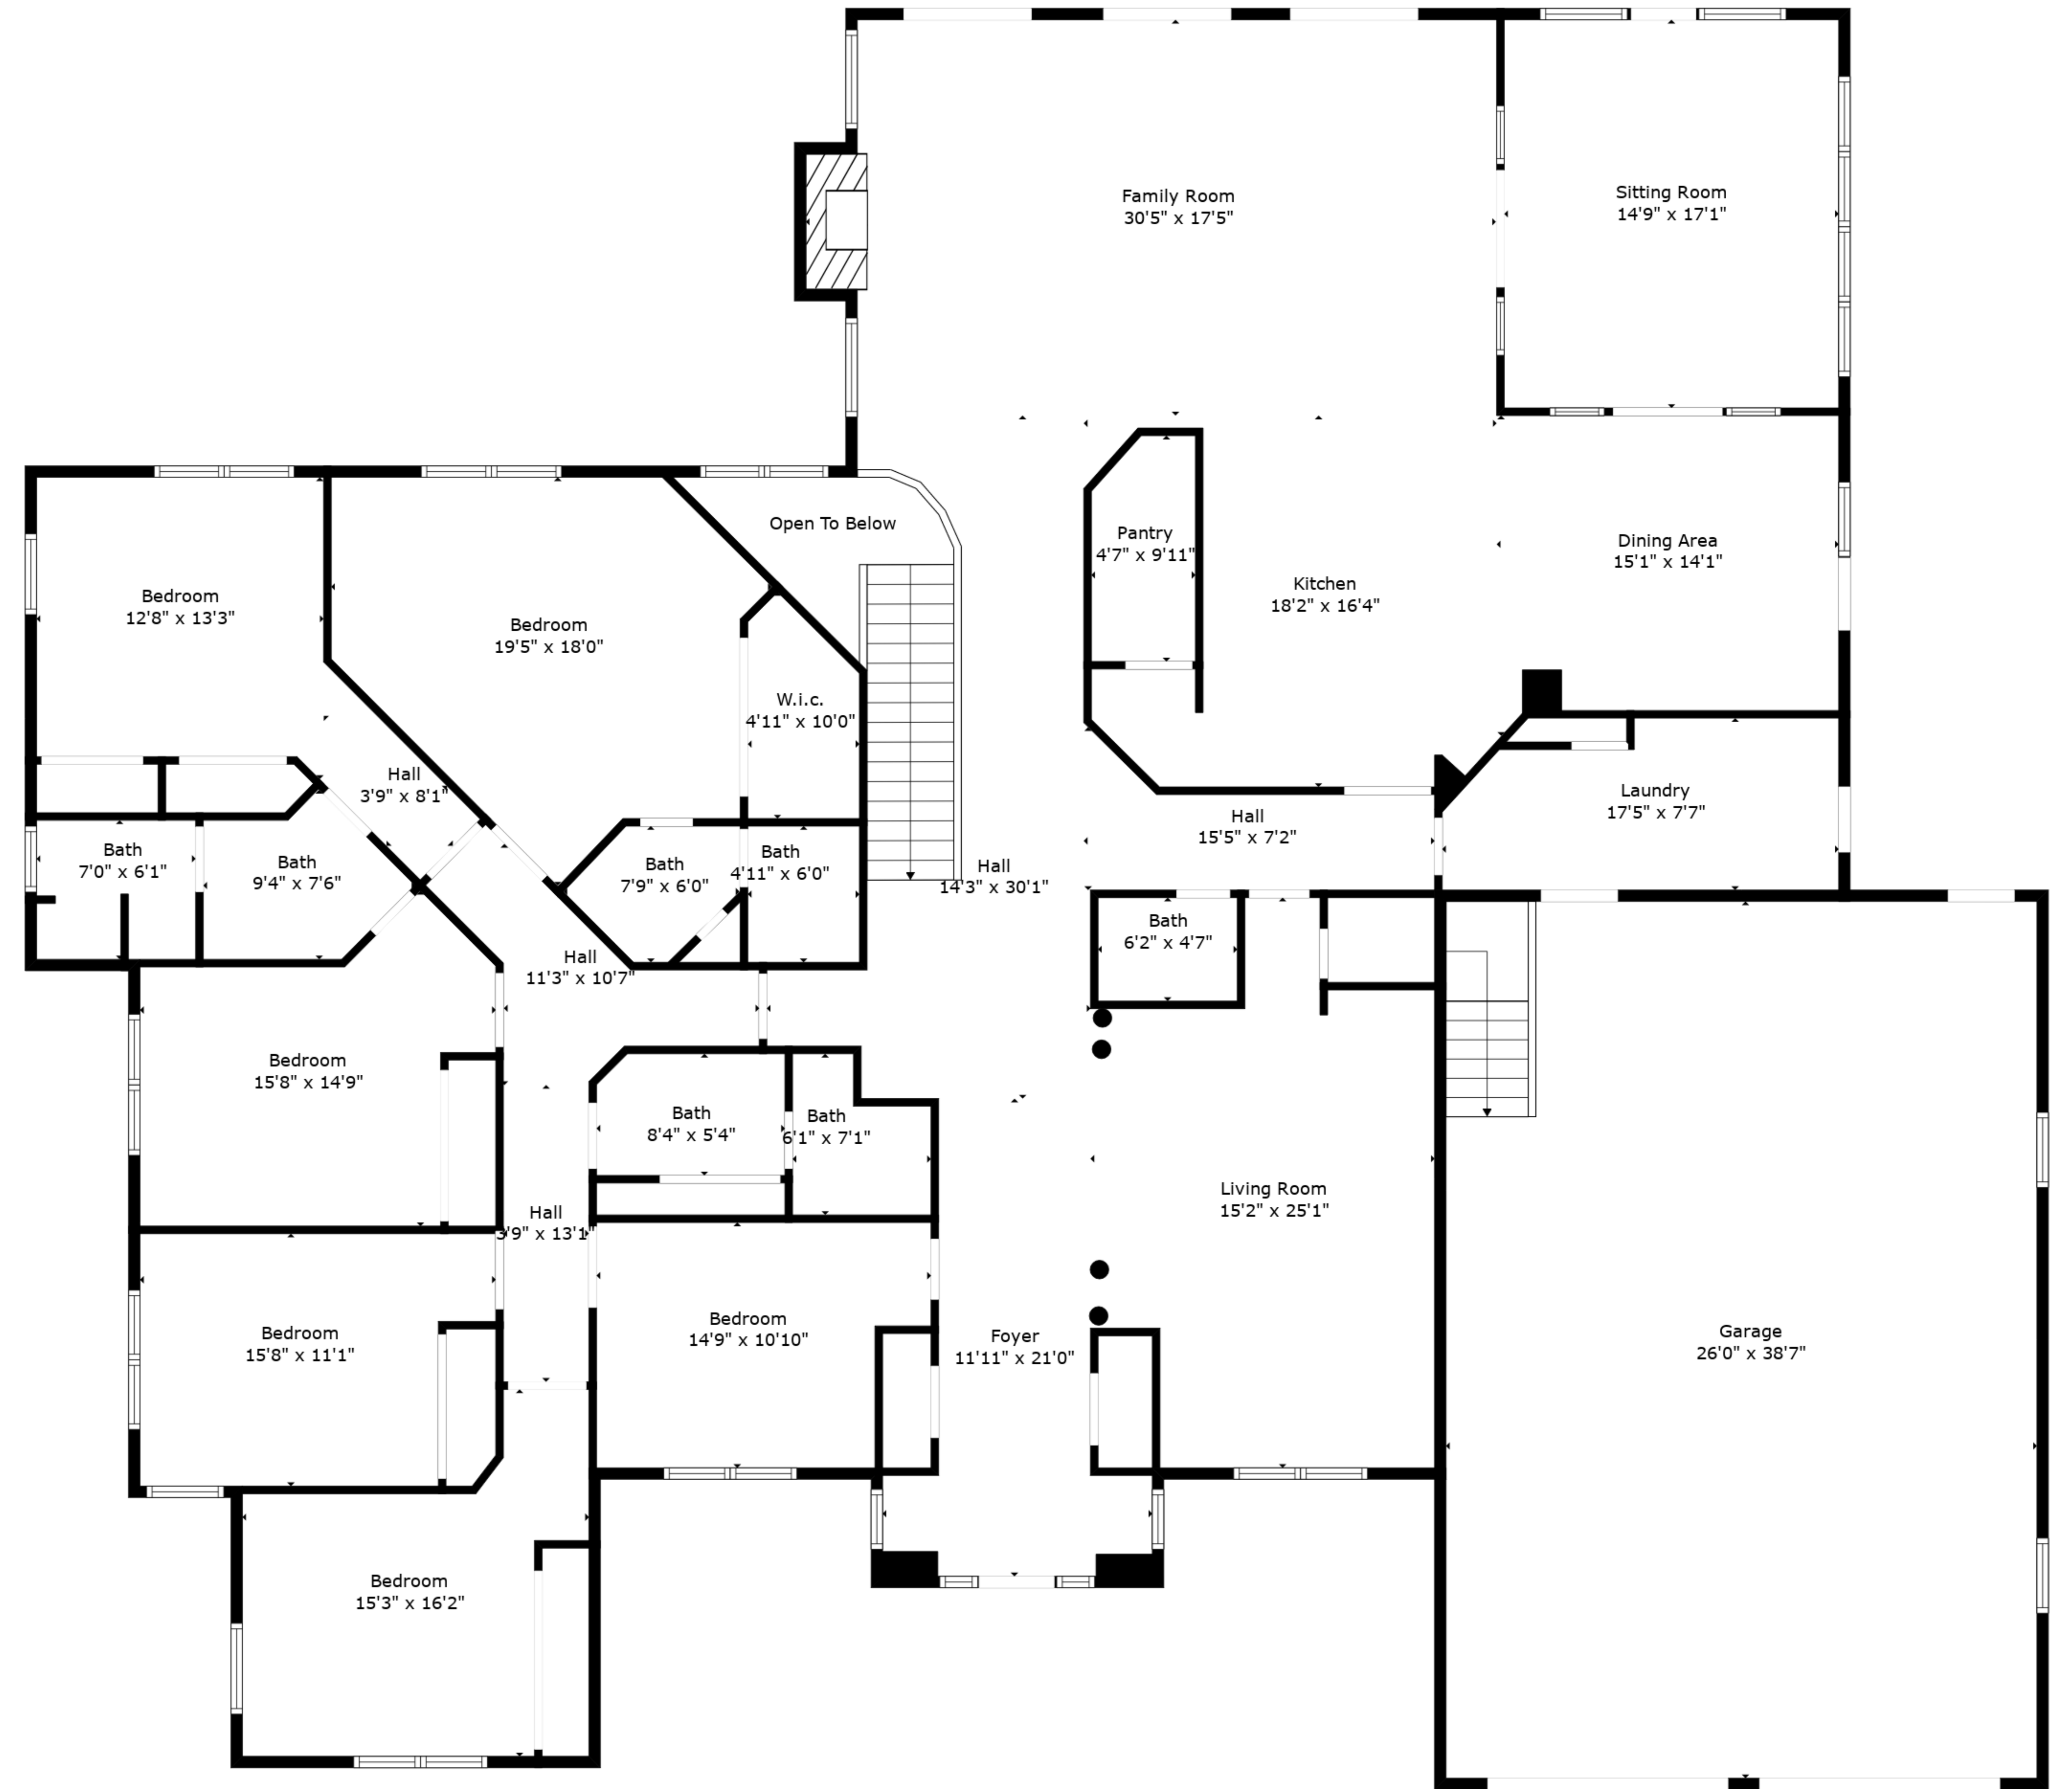 Family Room
30'5" x 17'5"
Sitting Room
14'9" x 17'1"
Open To Below
Pantry
4'7" x 9'11"
Dining Area
15'1" x 14'1"
Kitchen
18'2" x 16'4"
Bedroom
12'8" x 13'3"
Bedroom
19'5" x 18'0"
W.i.c.
4'11" x 10'0"
Hall
3'9" x 8'1"
Laundry
17'5" x 7'7"
Hall
15'5" x 7'2"
Bath
7'0" x 6'1"
Bath
9'4" x 7'6"
Bath
7'9" x 6'0"
Bath
4'11" x 6'0"
Hall
14'3" x 30'1"
Bath
6'2" x 4'7"
Hall
11'3" x 10'7"
Bedroom
15'8" x 14'9"
Bath
8'4" x 5'4"
Bath
6'1" x 7'1"
Living Room
15'2" x 25'1"
Hall
3'9" x 13'1"
Bedroom
15'8" x 11'1"
Bedroom
14'9" x 10'10"
Foyer
11'11" x 21'0"
Garage
26'0" x 38'7"
Bedroom
15'3" x 16'2"